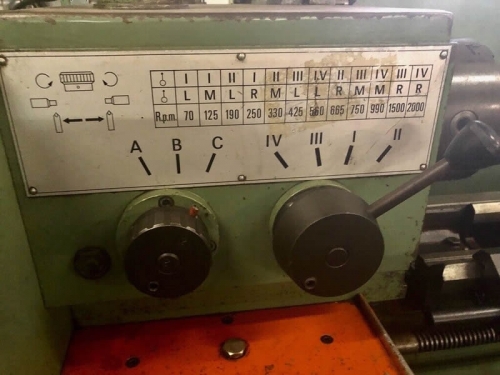 I I II I II III IV II III IV III IV
L M L R M L L R M M R R
R.p.m. 70 125 190 250 330 425 560 665 750 990 1500 2000
A B C IV III I II